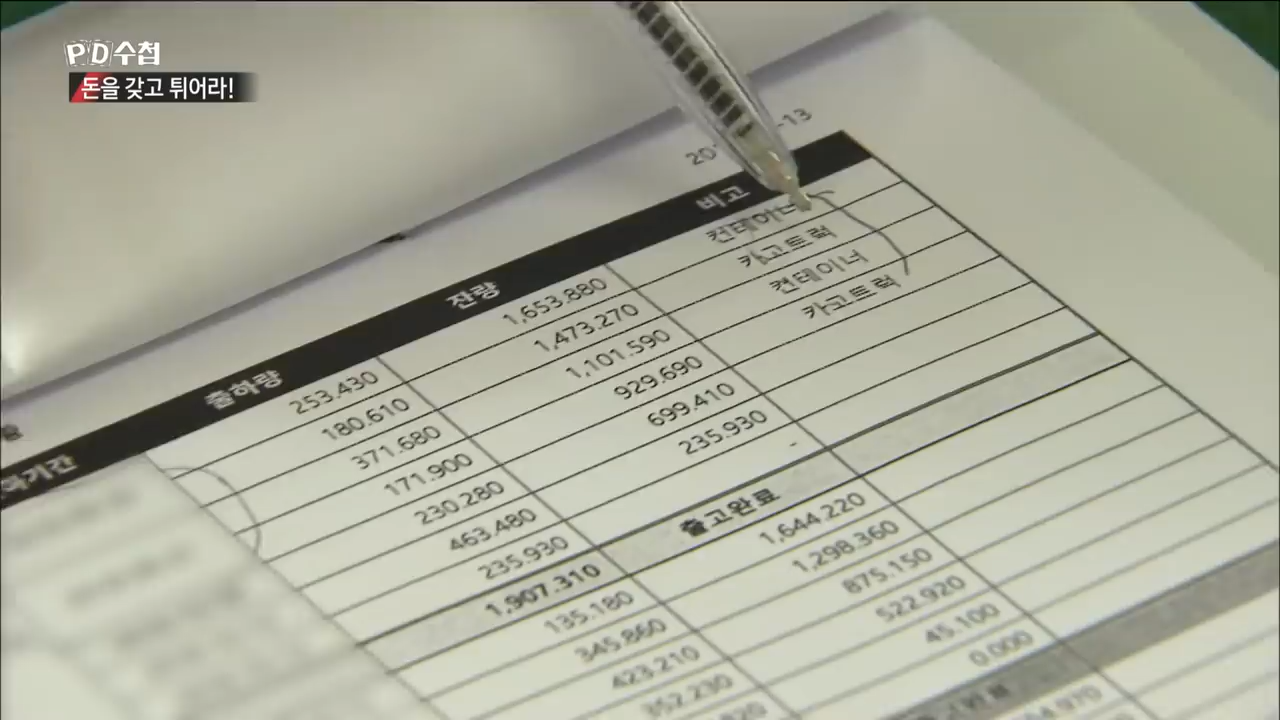 PD수첩
돈을 갖고 튀어라!
기간 출하량 잔량 비고
253.430 1,653.880 컨테이너
180.610 1,473.270 카고트럭
371.680 1,101.590 컨테이너
171.900 929.690 카고트럭
230.280 699.410
463.480 235.930
235.930 -
1,907.310 출고완료
135.180 1,644.220
345.860 1,298.360
423.210 875.150
352.230 522.920
45.100
0.000